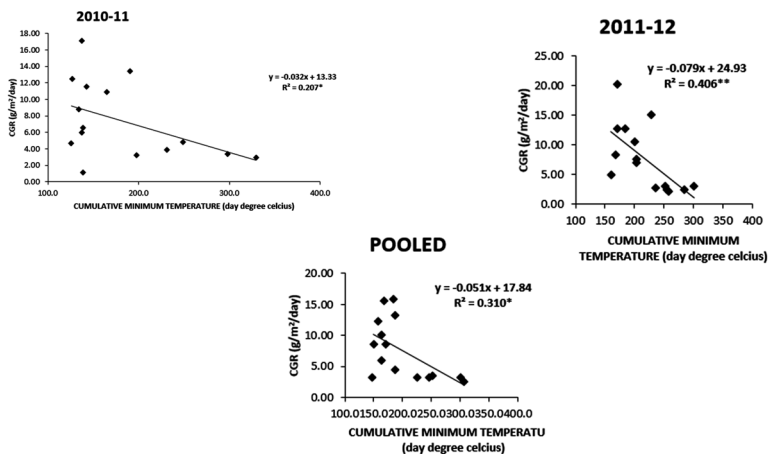 2010-11
18.00
16.00
14.00
12.00
10.00
8.00
6.00
4.00
2.00
0.00
CGR (g/m²/day)
y = -0.032x + 13.33
R² = 0.207*
100.0 200.0 300.0 400.0
CUMULATIVE MINIMUM TEMPERATURE (day degree celcius)
2011-12
25.00
20.00
15.00
10.00
5.00
0.00
CGR (g/m²/day)
y = -0.079x + 24.93
R² = 0.406**
100 150 200 250 300 350 400
CUMULATIVE MINIMUM
TEMPERATURE (day degree celcius)
POOLED
20.00
15.00
10.00
5.00
0.00
CGR (g/m²/day)
y = -0.051x + 17.84
R² = 0.310*
100.0150.0200.0250.0300.0350.0400.0
CUMULATIVE MINIMUM TEMPERATU
(day degree celcius)